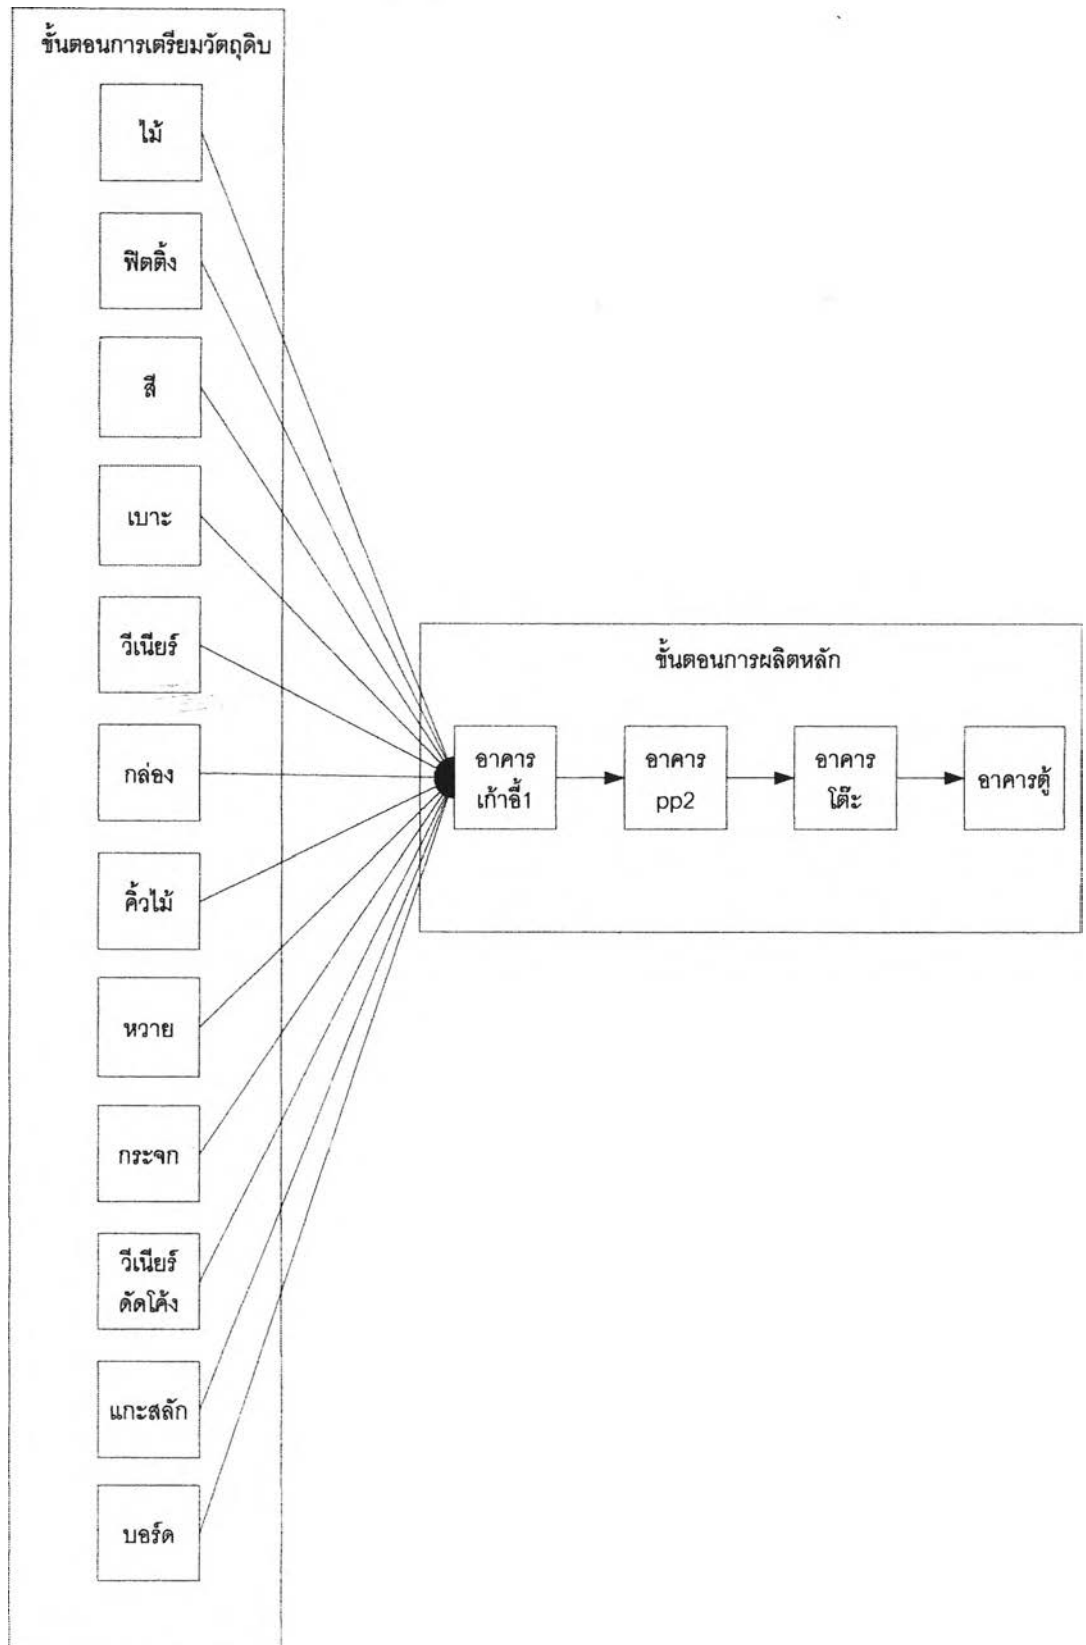 ขั้นตอนการเตรียมวัตถุดิบ
ไม้
ฟิตติ้ง
สี
เบาะ
วีเนียร์
กล่อง
คิ้วไม้
หวาย
กระจก
วีเนียร์
ดัดโค้ง
แกะสลัก
บอร์ด
ขั้นตอนการผลิตหลัก
อาคาร
เก้าอี้1
อาคาร
pp2
อาคาร
โต๊ะ
อาคารตู้